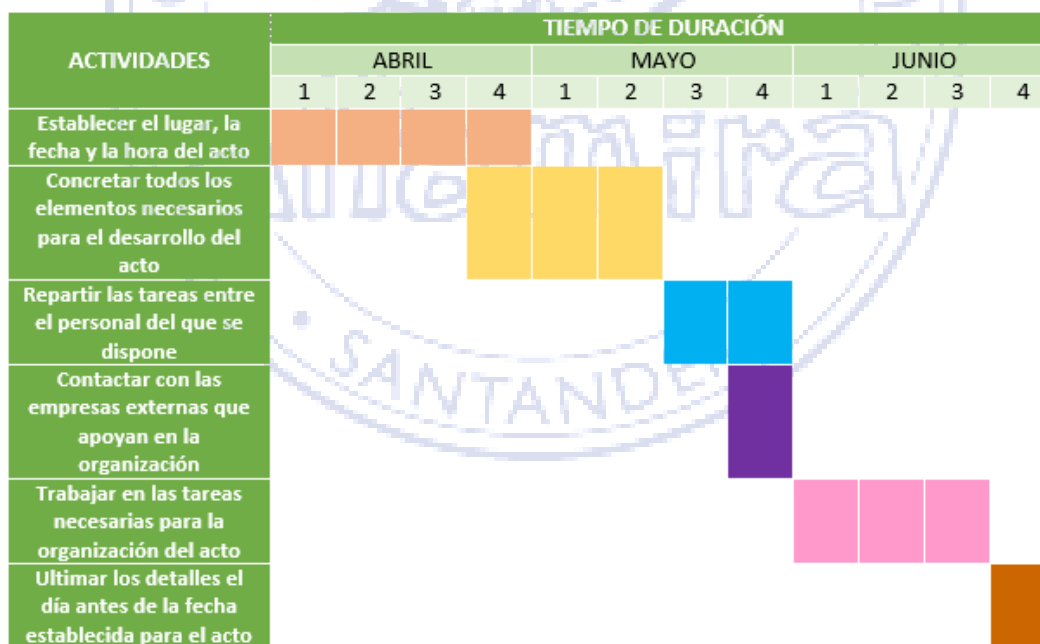 ACTIVIDADES
TIEMPO DE DURACIÓN
ABRIL MAYO JUNIO
1 2 3 4 1 2 3 4 1 2 3 4
Establecer el lugar, la
fecha y la hora del acto
Concretar todos los
elementos necesarios
para el desarrollo del
acto
Repartir las tareas entre
el personal del que se
dispone
Contactar con las
empresas externas que
apoyan en la
organización
Trabajar en las tareas
necesarias para la
organización del acto
Ultimar los detalles el
día antes de la fecha
establecida para el acto
SANTANDE